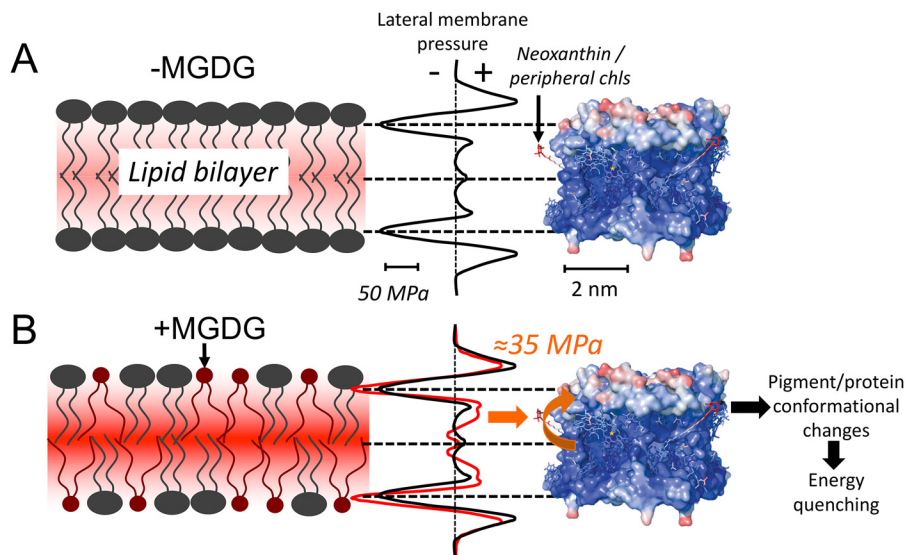 A
-MGDG
Lipid bilayer
Lateral membrane
pressure
- +
Neoxanthin /
peripheral chls
50 MPa
2 nm
B
+MGDG
≈35 MPa
Pigment/protein
conformational
changes
Energy
quenching